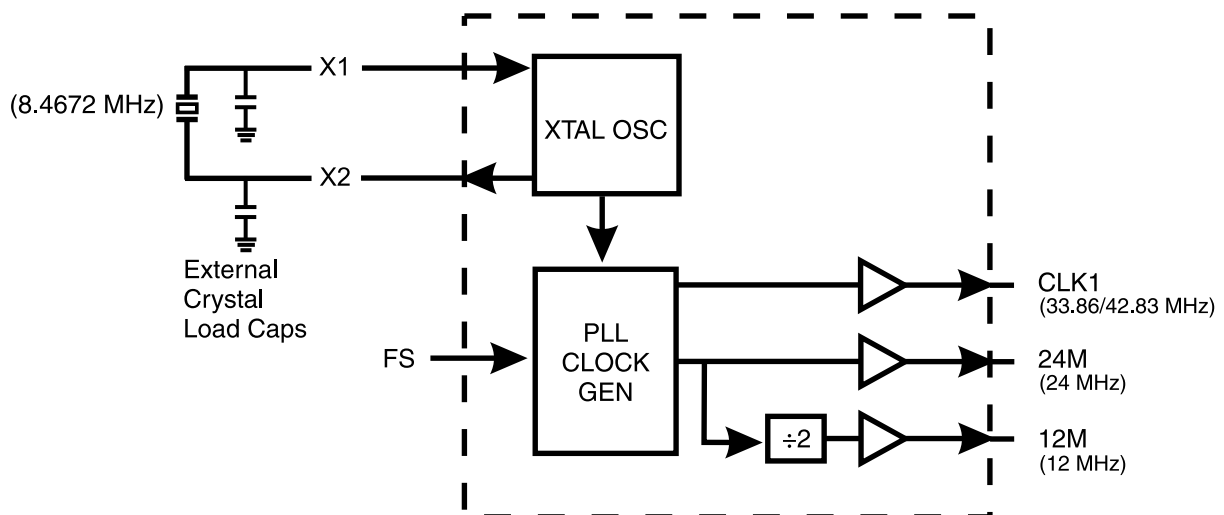 X1
(8.4672 MHz)
XTAL OSC
X2
External
Crystal
Load Caps
CLK1
(33.86/42.83 MHz)
FS
PLL
CLOCK
GEN
24M
(24 MHz)
÷2
12M
(12 MHz)